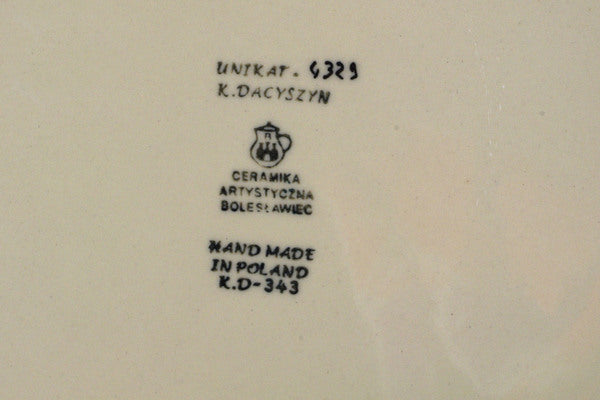 UNIKAT. 4329
K. DACYSZYN
CERAMIKA
ARTYSTYCZNA
BOLESŁAWIEC
HAND MADE
IN POLAND
K.D-343